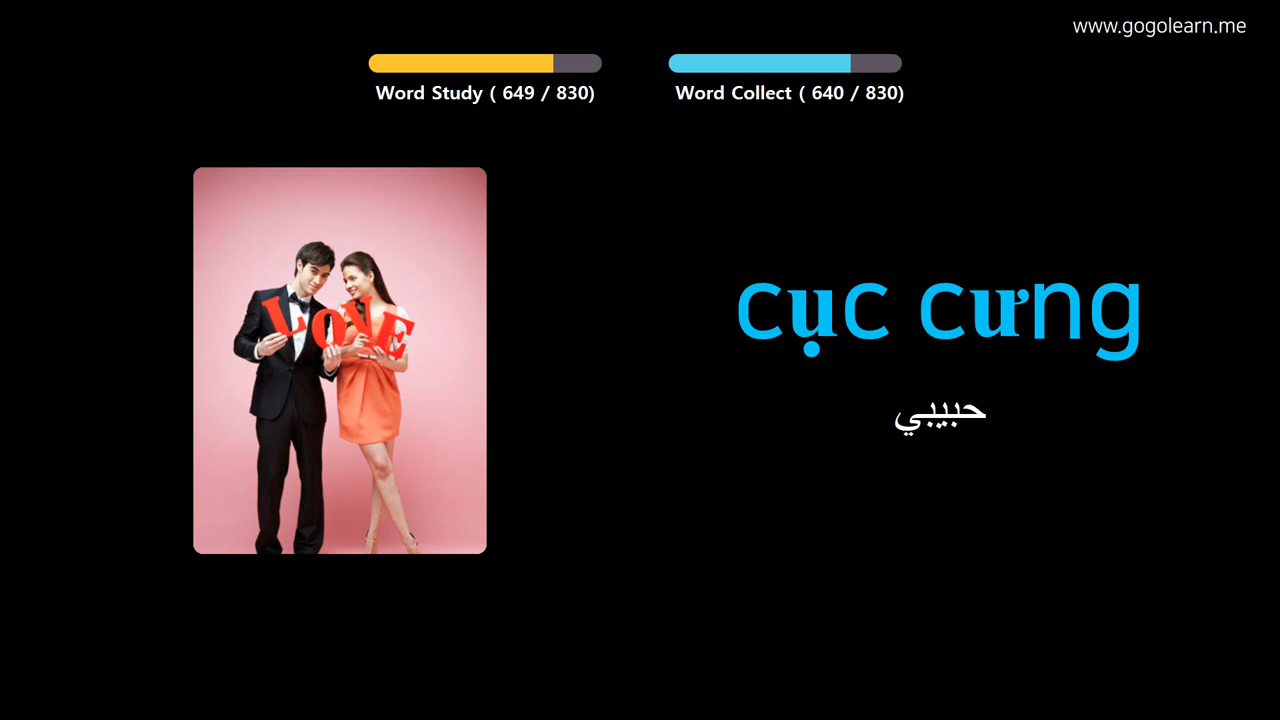 www.gogolearn.me
Word Study ( 649 / 830)
Word Collect ( 640 / 830)
LOVE
cục cưng
حبيبي